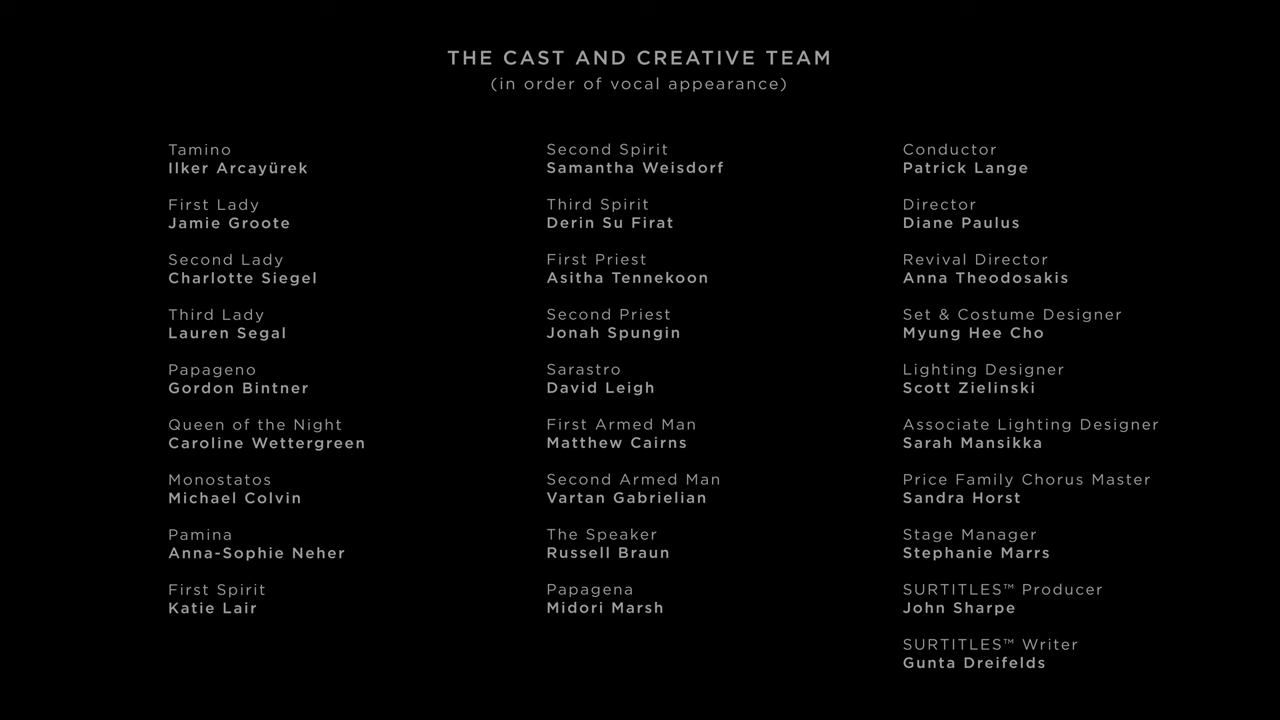 THE CAST AND CREATIVE TEAM
(in order of vocal appearance)
Tamino
Ilker Arcayürek
First Lady
Jamie Groote
Second Lady
Charlotte Siegel
Third Lady
Lauren Segal
Papageno
Gordon Bintner
Queen of the Night
Caroline Wettergreen
Monostatos
Michael Colvin
Pamina
Anna-Sophie Neher
First Spirit
Katie Lair
Second Spirit
Samantha Weisdorf
Third Spirit
Derin Su Firat
First Priest
Asitha Tennekoon
Second Priest
Jonah Spungin
Sarastro
David Leigh
First Armed Man
Matthew Cairns
Second Armed Man
Vartan Gabrielian
The Speaker
Russell Braun
Papagena
Midori Marsh
Conductor
Patrick Lange
Director
Diane Paulus
Revival Director
Anna Theodosakis
Set & Costume Designer
Myung Hee Cho
Lighting Designer
Scott Zielinski
Associate Lighting Designer
Sarah Mansikka
Price Family Chorus Master
Sandra Horst
Stage Manager
Stephanie Marrs
SURTITLES™ Producer
John Sharpe
SURTITLES™ Writer
Gunta Dreifelds